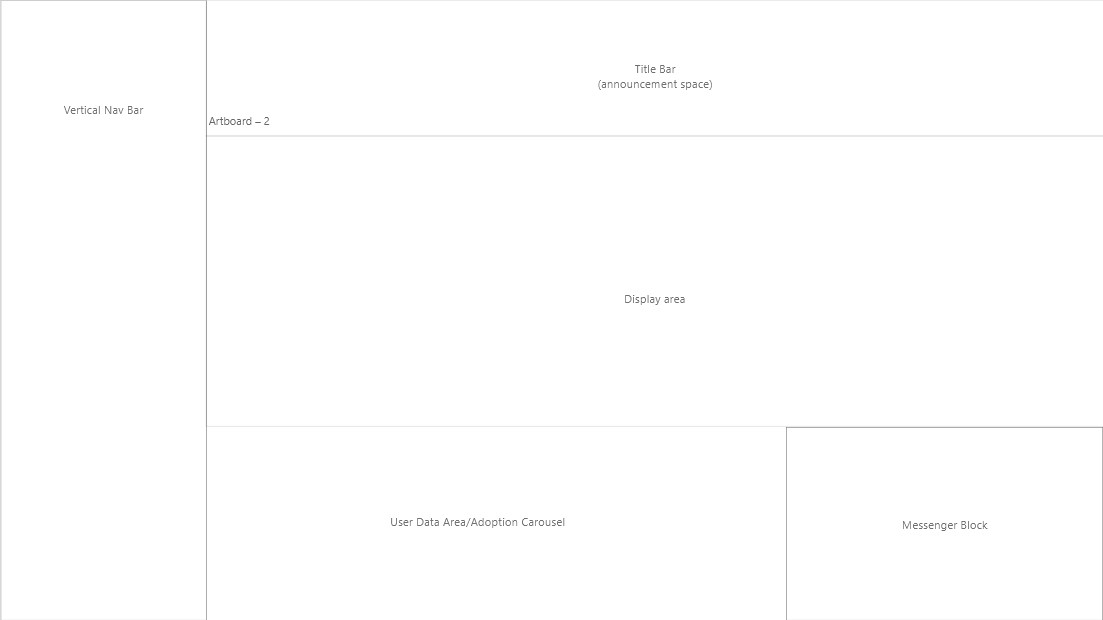 Vertical Nav Bar
Title Bar
(announcement space)
Artboard – 2
Display area
User Data Area/Adoption Carousel
Messenger Block